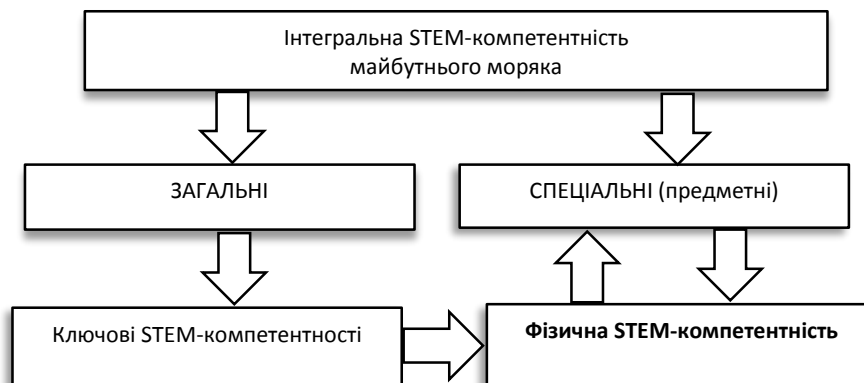 Інтегральна STEM-компетентність
майбутнього моряка
ЗАГАЛЬНІ
СПЕЦІАЛЬНІ (предметні)
Ключові STEM-компетентності
Фізична STEM-компетентність